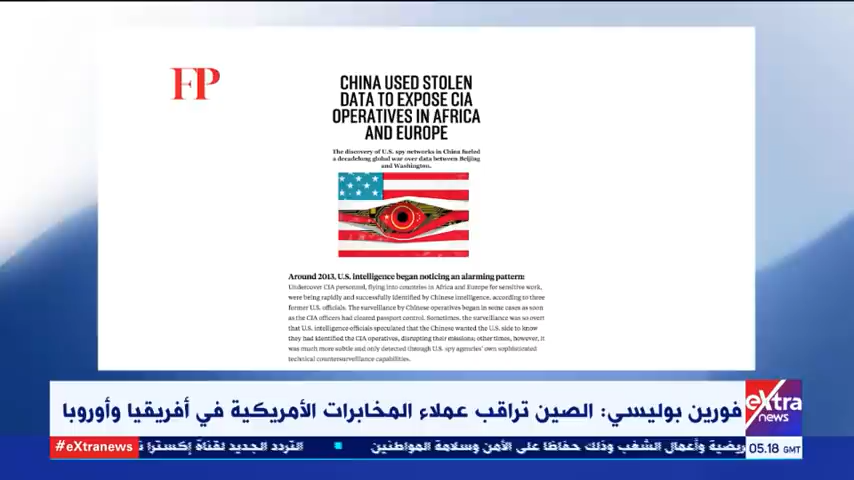 FP
CHINA USED STOLEN
DATA TO EXPOSE CIA
OPERATIVES IN AFRICA
AND EUROPE
The discovery of U.S. spy networks in China fueled
a decadelong global war over data between Beijing
and Washington.
Around 2013, U.S. intelligence began noticing an alarming pattern:
Undercover CIA personnel, flying into countries in Africa and Europe for sensitive work,
were being rapidly and successfully identified by Chinese intelligence, according to three
former U.S. officials. The surveillance by Chinese operatives began in some cases as soon
as the CIA officers had cleared passport control. Sometimes, the surveillance was so overt
that U.S. intelligence officials speculated that the Chinese wanted the U.S. side to know
they had identified the CIA operatives, disrupting their missions; other times, however, it
was much more subtle and only detected through U.S. spy agencies' own sophisticated
technical countersurveillance capabilities.
فورين بوليسي: الصين تراقب عملاء المخابرات الأمريكية في أفريقيا وأوروبا
eXtra
news
05.18 GMT
ريضية وأعمال الشغب وذلك حفاظا على الأمن وسلامة المواطنين
التردد الجديد لقناة إكسترا
#eXtranews